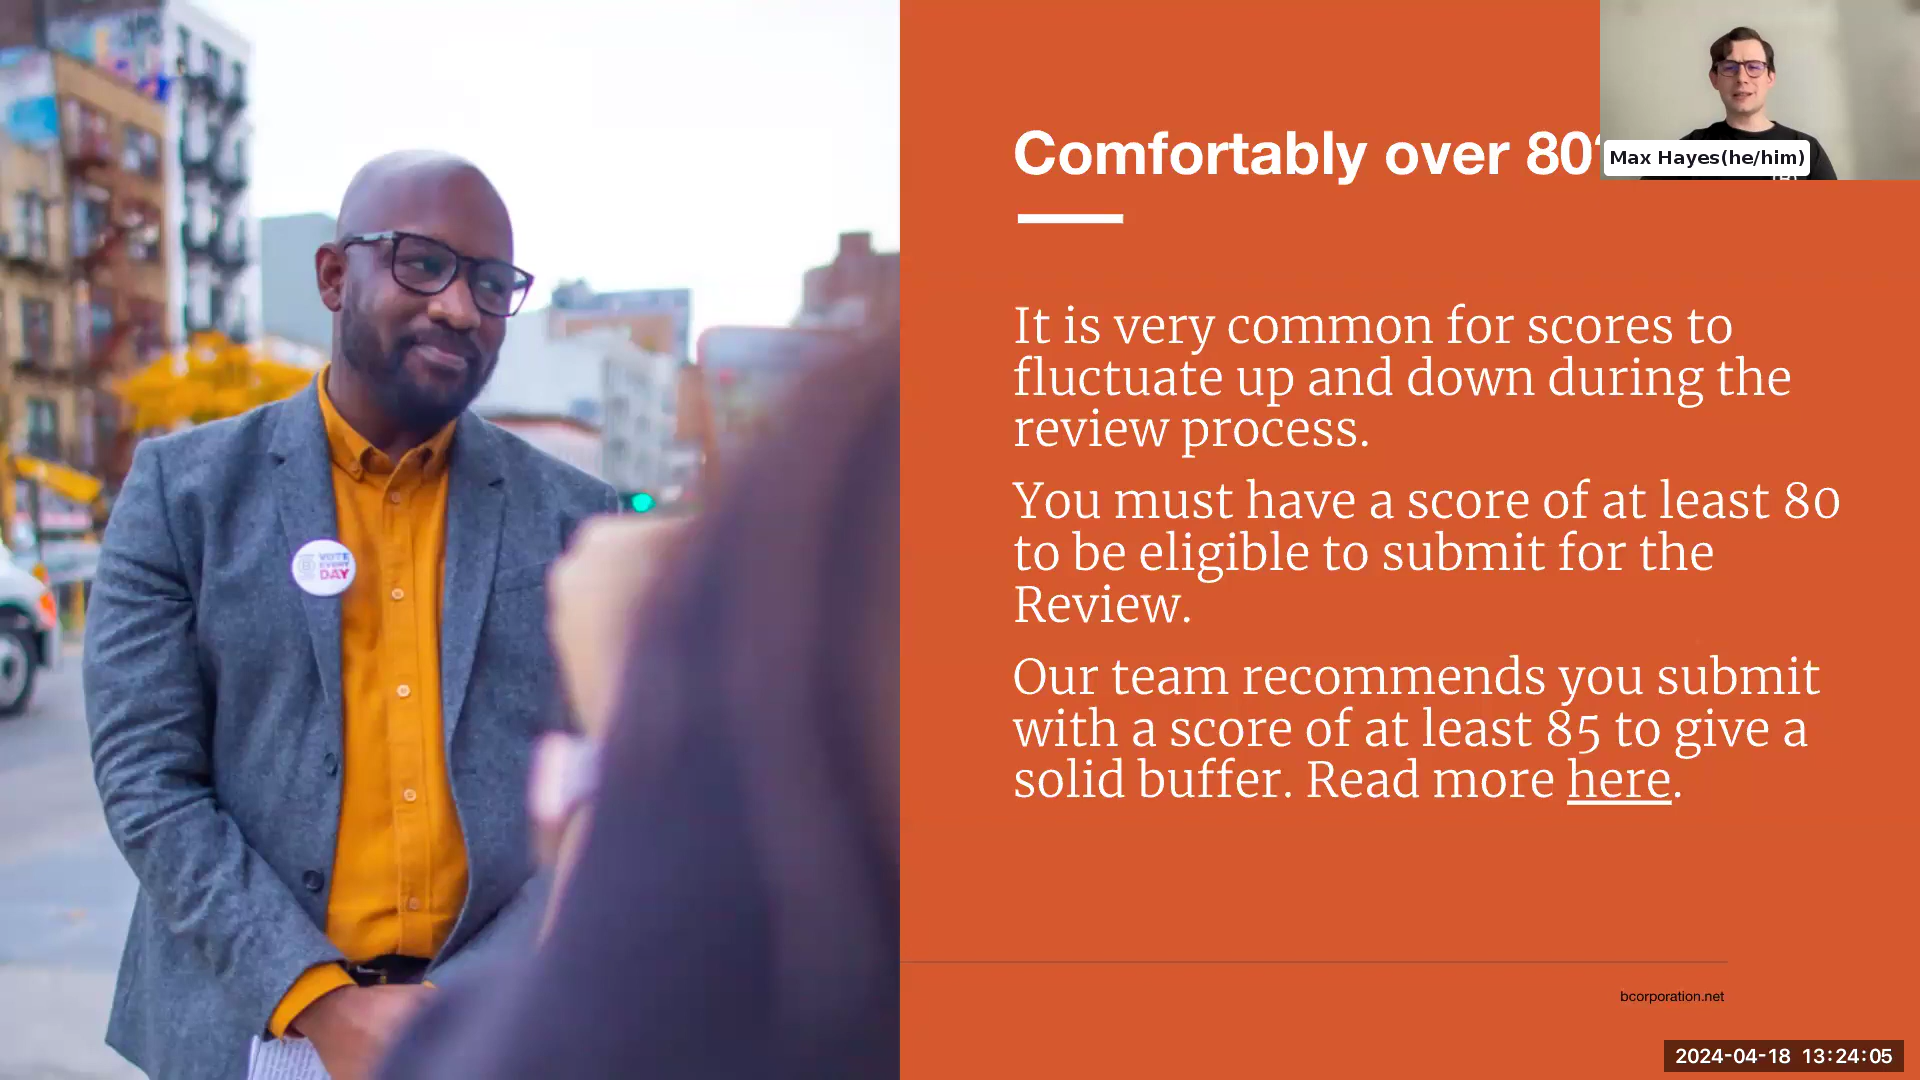 Comfortably over 80?
Max Hayes(he/him)
It is very common for scores to
fluctuate up and down during the
review process.
You must have a score of at least 80
to be eligible to submit for the
Review.
Our team recommends you submit
with a score of at least 85 to give a
solid buffer. Read more here.
VOTE
EVERY
DAY
bcorporation.net
2024-04-18 13:24:05